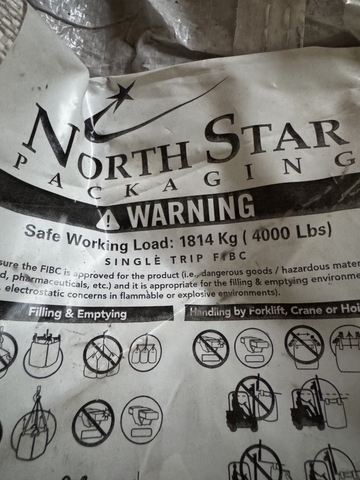 NORTH STAR
PACKAGING
WARNING
Safe Working Load: 1814 Kg ( 4000 Lbs)
SINGLE TRIP FIBC
sure the FIBC is approved for the product (i.e., dangerous goods / hazardous mater
d, pharmaceuticals, etc.) and it is appropriate for the filling & emptying environme
electrostatic concerns in flammable or explosive environments).
Filling & Emptying
Handling by Forklift, Crane or Hoi